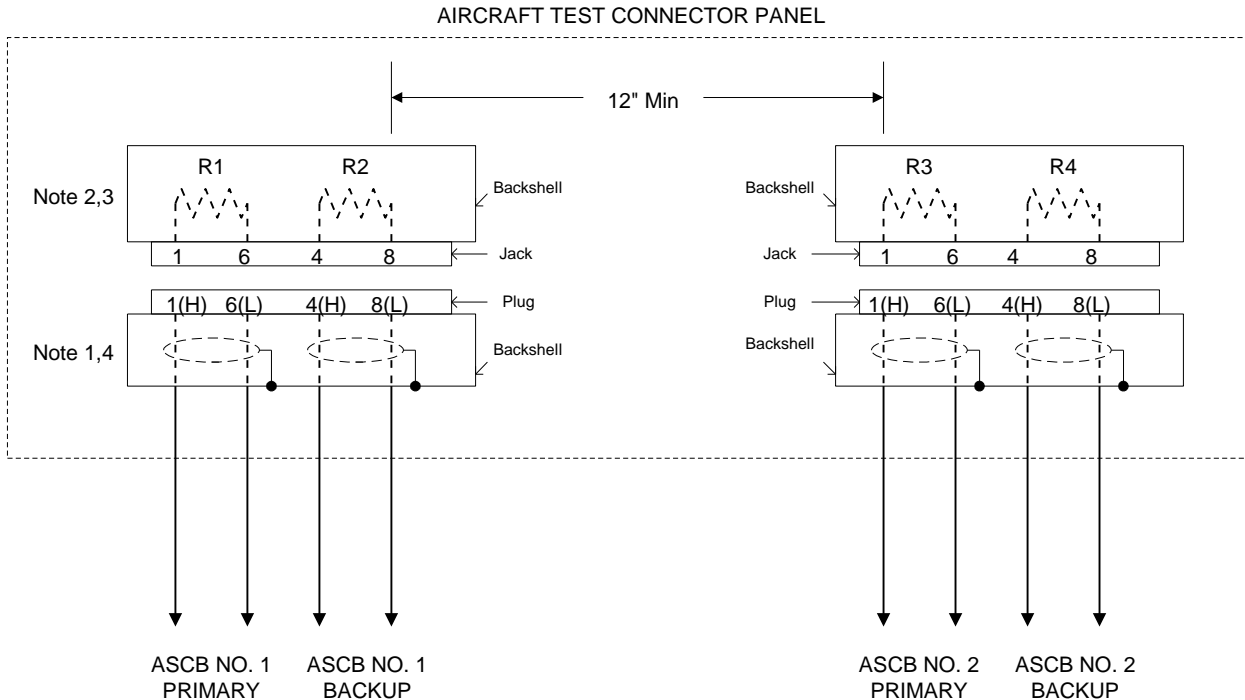 AIRCRAFT TEST CONNECTOR PANEL
12" Min
R1 R2 R3 R4
Note 2,3
Backshell Backshell
1 6 4 8 Jack Jack 1 6 4 8
1(H) 6(L) 4(H) 8(L) Plug Plug 1(H) 6(L) 4(H) 8(L)
Note 1,4 Backshell Backshell
ASCB NO. 1 ASCB NO. 1 ASCB NO. 2 ASCB NO. 2
PRIMARY BACKUP PRIMARY BACKUP